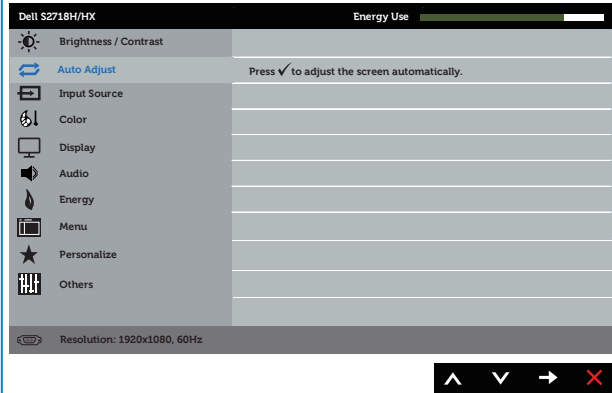 Dell S2718H/HX Energy Use
Brightness / Contrast
Auto Adjust Press ✓ to adjust the screen automatically.
Input Source
Color
Display
Audio
Energy
Menu
Personalize
Others
Resolution: 1920x1080, 60Hz